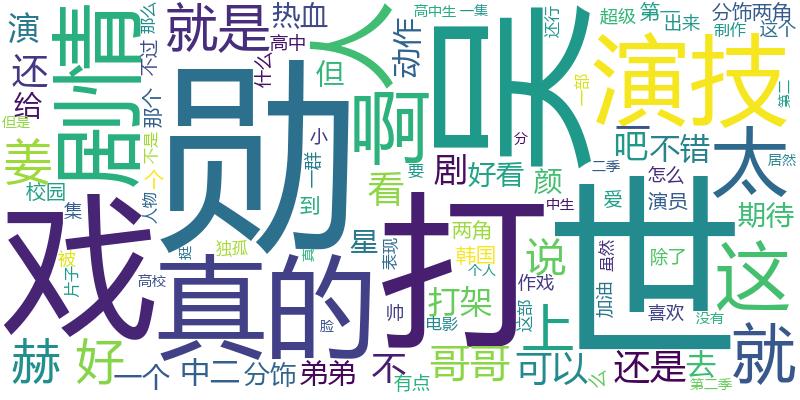 演
剧情
那么
不过
就是
热血
高中
什么
人
但
动作
高中生
一集
吴
还行
超级
第一
出来
分饰两角
制作
这个
一部
演技
第二
还
给
那个
但是
不是
姜
校园
一个
人物
勋
小
一群
到
啊
看
剧
好看
分
颜
吧
不错
一
二季
怎么
太
居然
爱
演员
期待
中生
戏
集
被
片子
高校
挺
独孤
真的
真
脸
星
表现
帅
打
要
两角
韩国
个人
打架
电影
作戏
这部
说
上
世
虽然
加油
除了
喜欢
没有
这
赫
好
一个
中二
分饰
弟弟
不
有点
哥哥
可以
么
还是
去
第二季
就